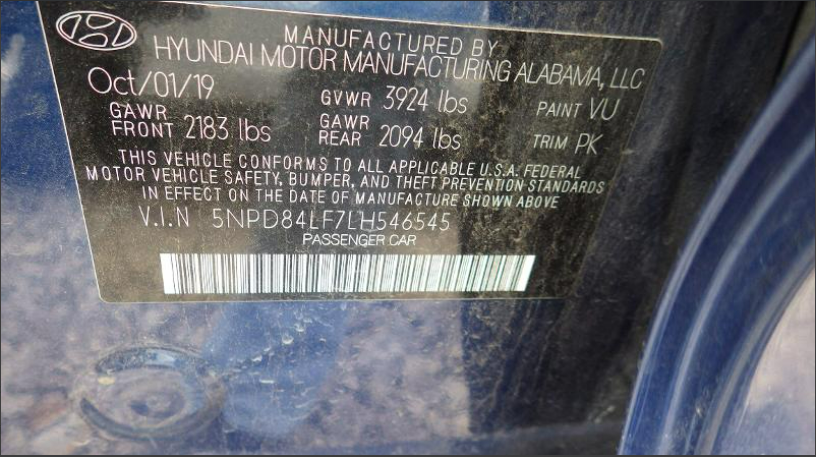 MANUFACTURED BY
HYUNDAI MOTOR MANUFACTURING ALABAMA, LLC
Oct/01/19 GVWR 3924 lbs PAINT VU
GAWR FRONT 2183 lbs GAWR REAR 2094 lbs TRIM PK
THIS VEHICLE CONFORMS TO ALL APPLICABLE U.S.A. FEDERAL
MOTOR VEHICLE SAFETY, BUMPER, AND THEFT PREVENTION STANDARDS
IN EFFECT ON THE DATE OF MANUFACTURE SHOWN ABOVE
V.I.N 5NPD84LF7LH546545
PASSENGER CAR